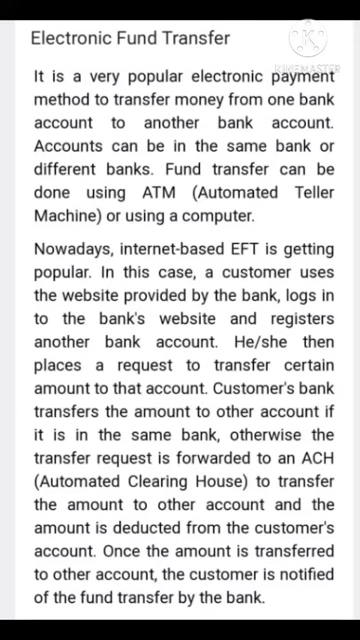 Electronic Fund Transfer
KINEMASTER
It is a very popular electronic payment
method to transfer money from one bank
account to another bank account.
Accounts can be in the same bank or
different banks. Fund transfer can be
done using ATM (Automated Teller
Machine) or using a computer.
Nowadays, internet-based EFT is getting
popular. In this case, a customer uses
the website provided by the bank, logs in
to the bank's website and registers
another bank account. He/she then
places a request to transfer certain
amount to that account. Customer's bank
transfers the amount to other account if
it is in the same bank, otherwise the
transfer request is forwarded to an ACH
(Automated Clearing House) to transfer
the amount to other account and the
amount is deducted from the customer's
account. Once the amount is transferred
to other account, the customer is notified
of the fund transfer by the bank.